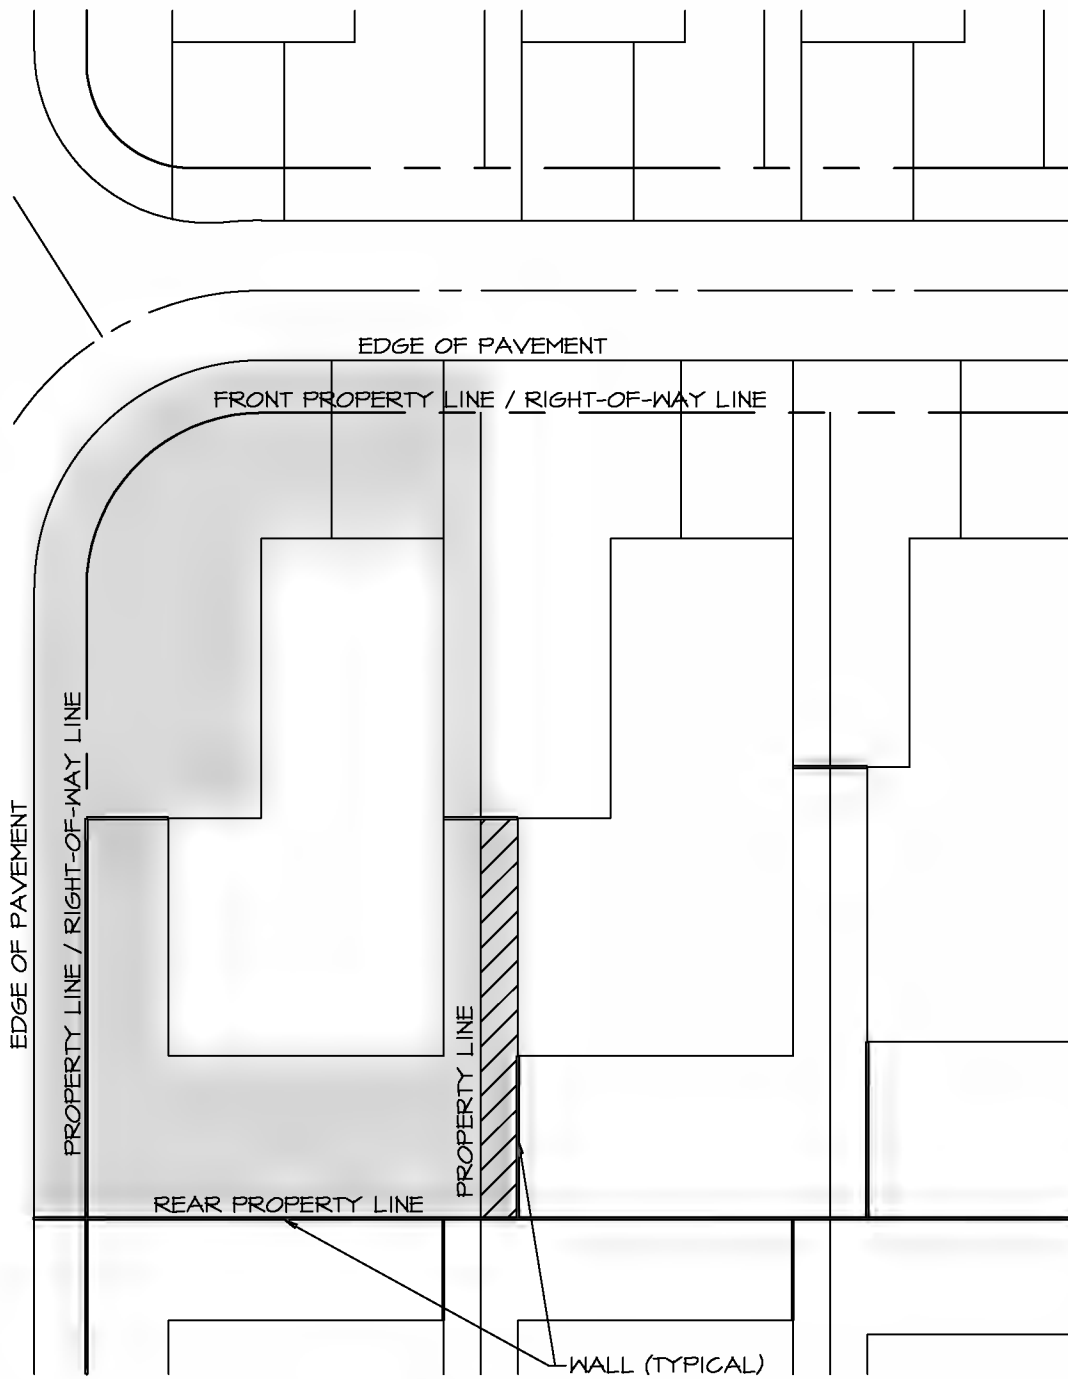 EDGE OF PAVEMENT
FRONT PROPERTY LINE / RIGHT-OF-WAY LINE
PROPERTY LINE / RIGHT-OF-WAY LINE
EDGE OF PAVEMENT
PROPERTY LINE
REAR PROPERTY LINE
WALL (TYPICAL)